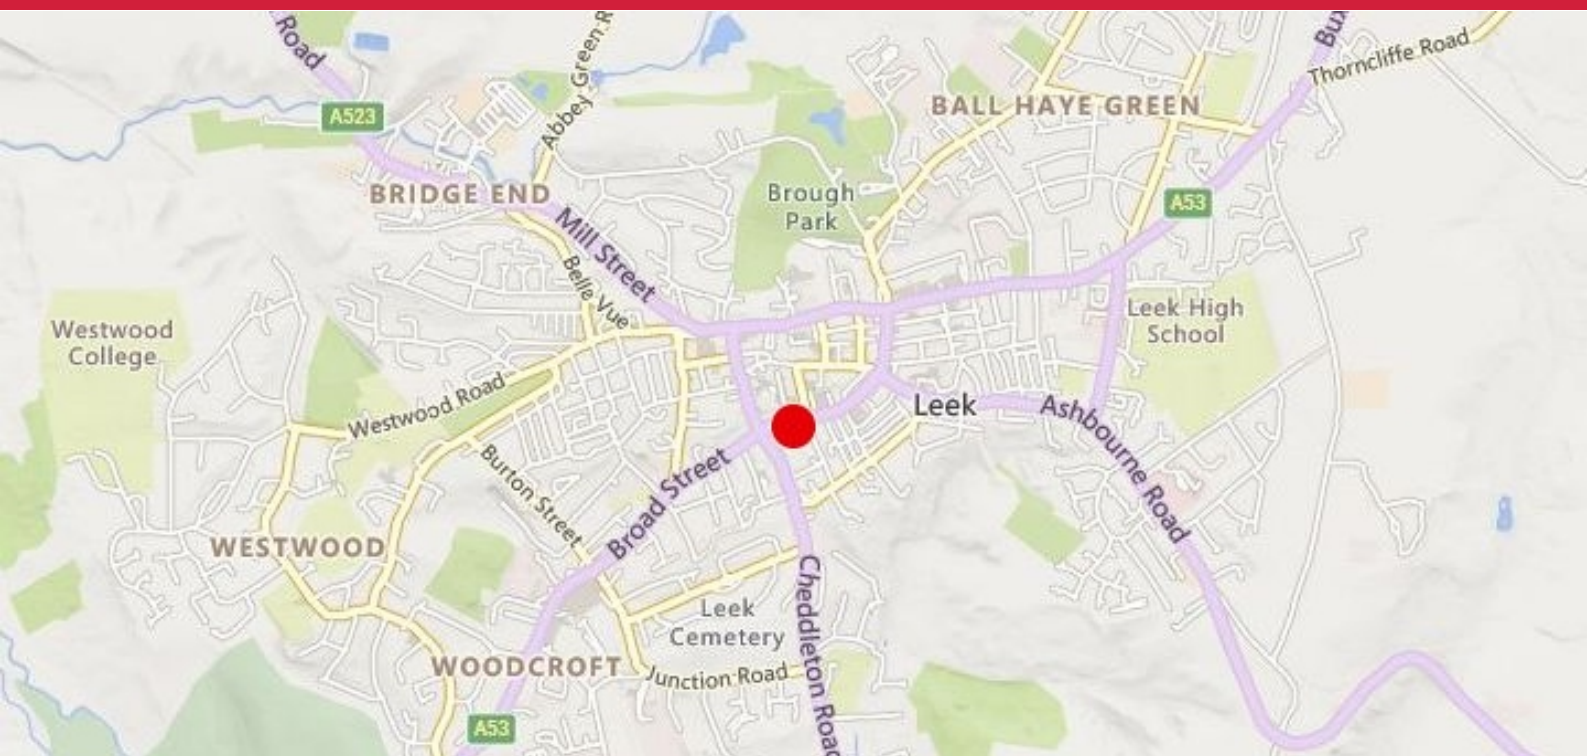 Road
Abbey Green R
Bux
Thorncliffe Road
A523
BALL HAYE GREEN
BRIDGE END
Brough
Park
A53
Mill Street
Belle Vue
Westwood
College
Leek High
School
Westwood Road
Leek
Ashbourne Road
Burton Street
Broad Street
WESTWOOD
Cheddleton Road
Leek
Cemetery
WOODCROFT
Junction Road
A53